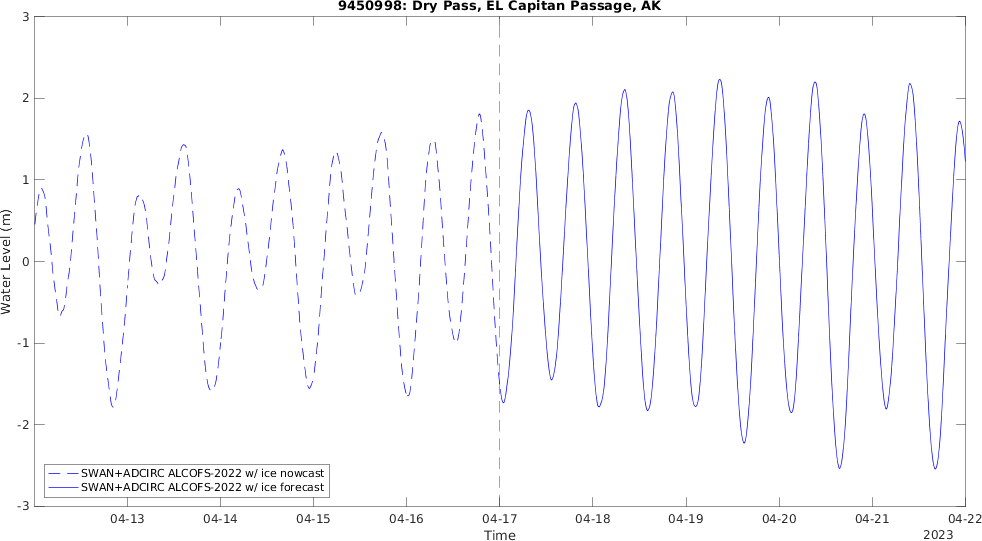 9450998: Dry Pass, EL Capitan Passage, AK
3
2
1
0
-1
-2
-3
Water Level (m)
SWAN+ADCIRC ALCOFS-2022 w/ ice nowcast
SWAN+ADCIRC ALCOFS-2022 w/ ice forecast
04-13 04-14 04-15 04-16 04-17 04-18 04-19 04-20 04-21 04-22
Time
2023